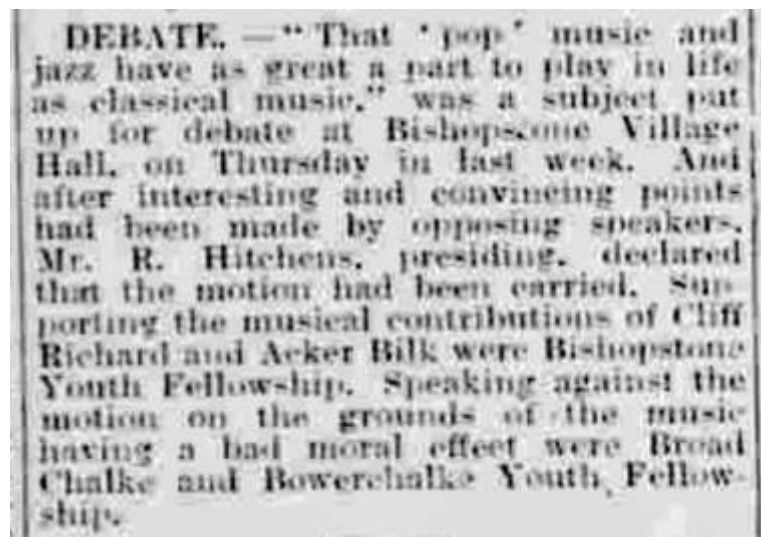 DEBATE. — "That 'pop' music and
jazz have as great a part to play in life
as classical music." was a subject put
up for debate at Bishopstone Village
Hall, on Thursday in last week. And
after interesting and convincing points
had been made by opposing speakers,
Mr. R. Hitchens, presiding, declared
that the motion had been carried. Sup-
porting the musical contributions of Cliff
Richard and Acker Bilk were Bishopstone
Youth Fellowship. Speaking against the
motion on the grounds of the music
having a bad moral effect were Broad
Chalke and Bowerchalke Youth Fellow-
ship.